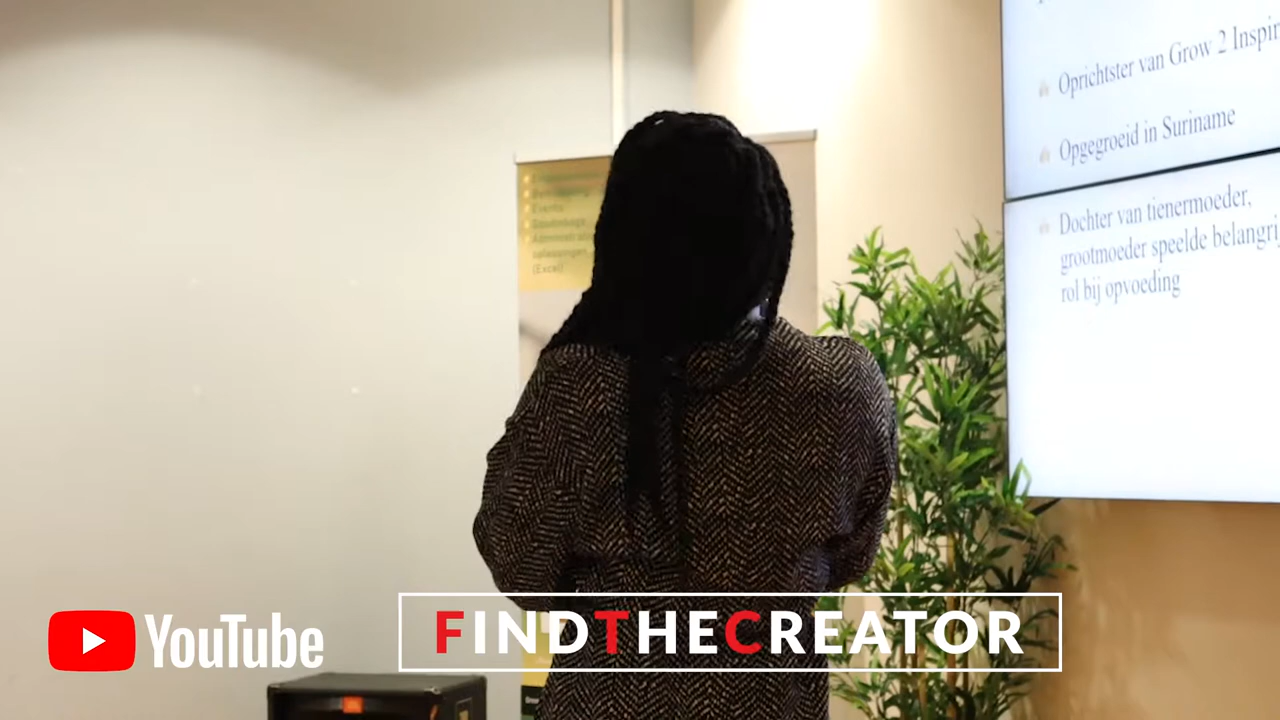 Oprichtster van Grow 2 Inspir
Opgegroeid in Suriname
Dochter van tienermoeder,
grootmoeder speelde belangri
rol bij opvoeding
Events
(Excel)
YouTube
FINDTHECREATOR